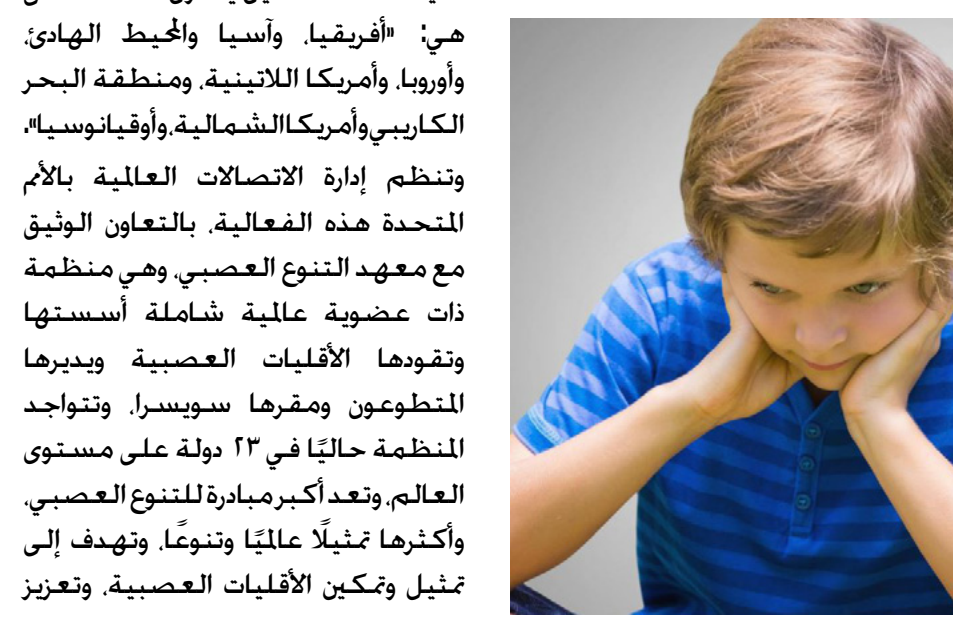 هي: "أفريقيا، وآسيا والمحيط الهادئ،
وأوروبا، وأمريكا اللاتينية، ومنطقة البحر
الكاريبي وأمريكا الشمالية، وأوقيانوسيا".
وتنظم إدارة الاتصالات العالمية بالأمم
المتحدة هذه الفعالية، بالتعاون الوثيق
مع معهد التنوع العصبي، وهي منظمة
ذات عضوية عالمية شاملة أسستها
وتقودها الأقليات العصبية ويديرها
المتطوعون ومقرها سويسرا، وتتواجد
المنظمة حاليًا في ٢٣ دولة على مستوى
العالم، وتعد أكبر مبادرة للتنوع العصبي،
وأكثرها تمثيلًا عالميًا وتنوعًا، وتهدف إلى
تمثيل وتمكين الأقليات العصبية، وتعزيز